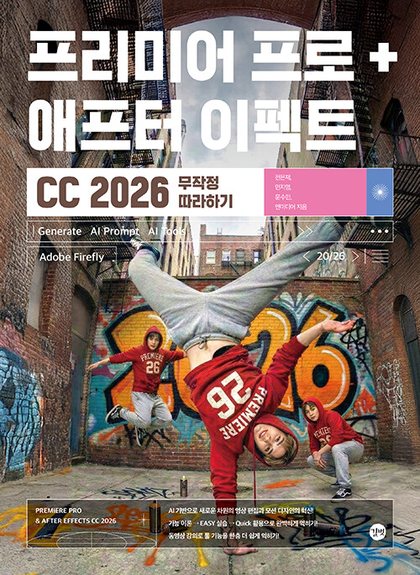 프리미어 프로 +
애프터 이펙트
CC 2026 무작정
따라하기
전은재,
민지영,
문수민,
앤미디어 지음
Generate AI Prompt AI Tools
Adobe Firefly
20/26
2026
PREMIERE
26
26
PREMIERE
PREMIERE PRO
& AFTER EFFECTS CC 2026
AI 기반으로 새로운 차원의 영상 편집과 모션 디자인의 혁신!
기능 이론 → EASY 실습 → Quick 활용으로 완벽하게 익히기!
동영상 강의로 툴 기능을 한층 더 쉽게 익히기!
길벗